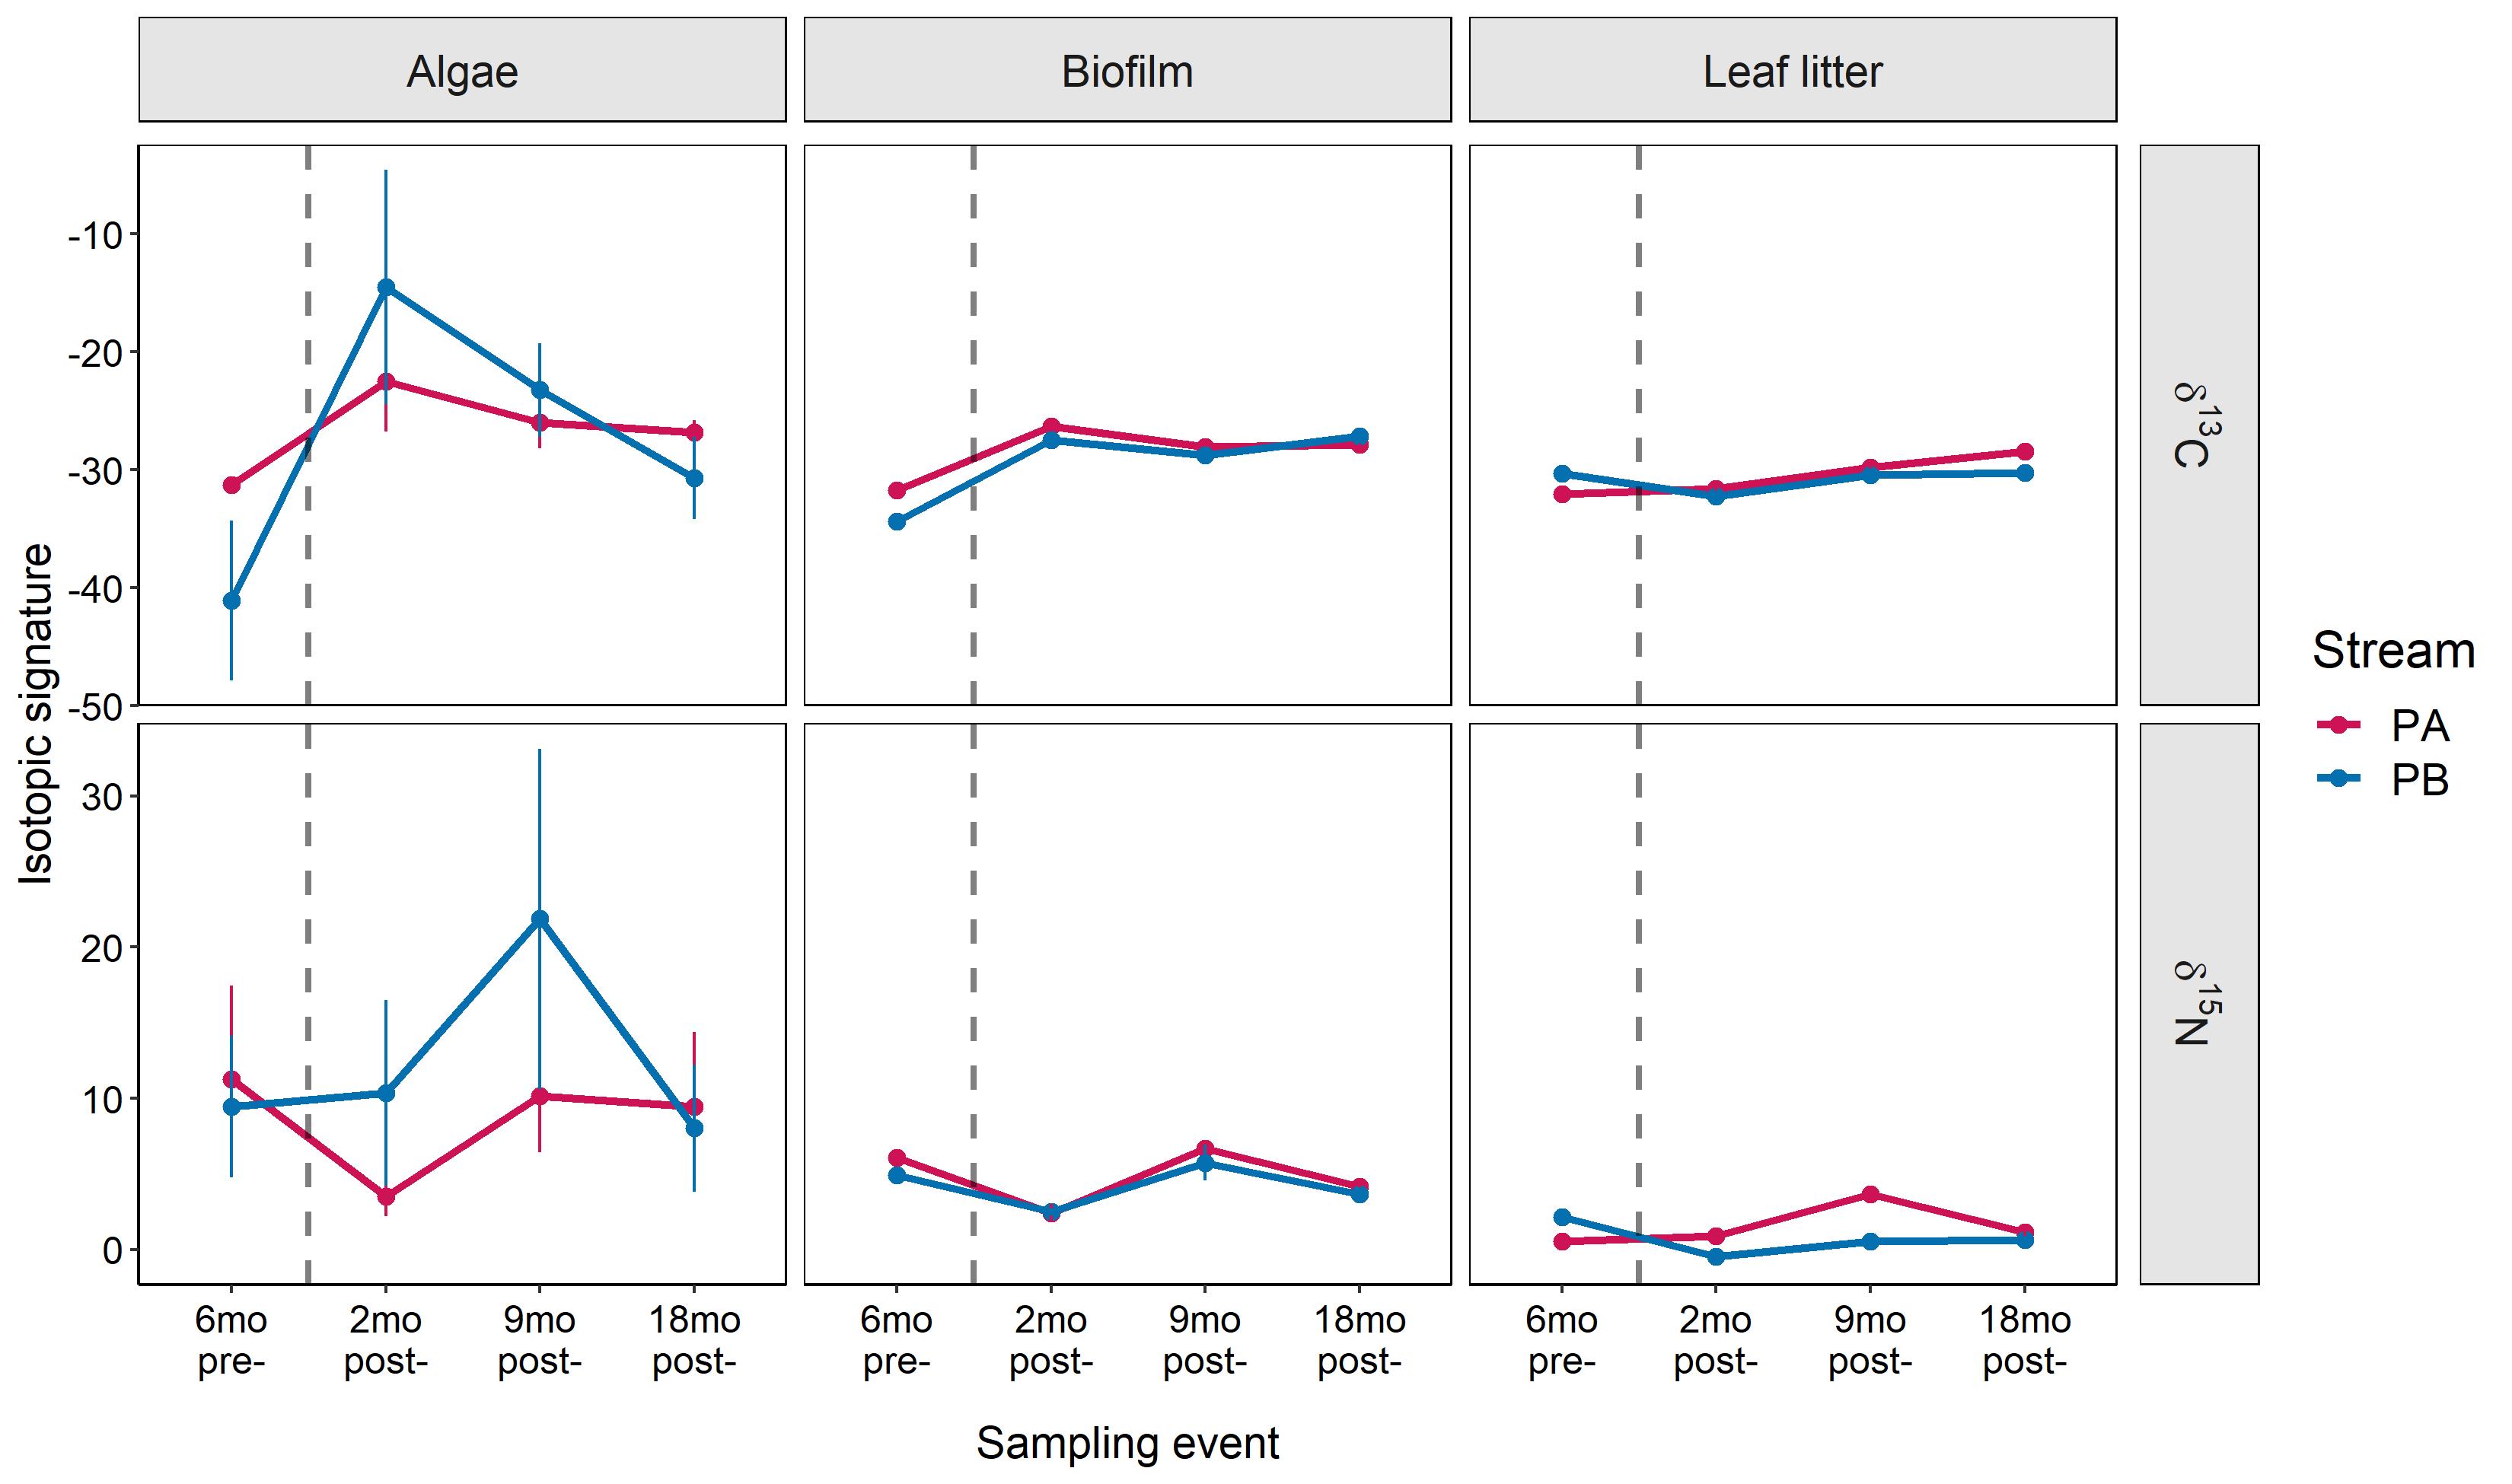 Algae Biofilm Leaf litter
-10
-20
-30
-40
-50
δ¹³C
30
20
10
0
δ¹⁵N
Isotopic signature
6mo pre- 2mo post- 9mo post- 18mo post-
6mo pre- 2mo post- 9mo post- 18mo post-
6mo pre- 2mo post- 9mo post- 18mo post-
Sampling event
Stream
PA
PB